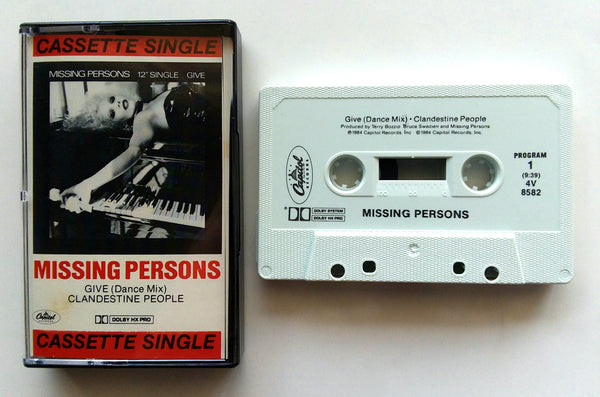 CASSETTE SINGLE
MISSING PERSONS 12" SINGLE GIVE
MISSING PERSONS
GIVE (Dance Mix)
CLANDESTINE PEOPLE
Capitol
DOLBY HX PRO
CASSETTE SINGLE
Give (Dance Mix) • Clandestine People
Produced by Terry Bozzio, Bruce Swedien and Missing Persons
℗1984 Capitol Records, Inc. ©1984 Capitol Records, Inc.
Capitol
RECORDS
PROGRAM
1
(9:39)
4V
8582
* DOLBY SYSTEM
DOLBY HX PRO
MISSING PERSONS